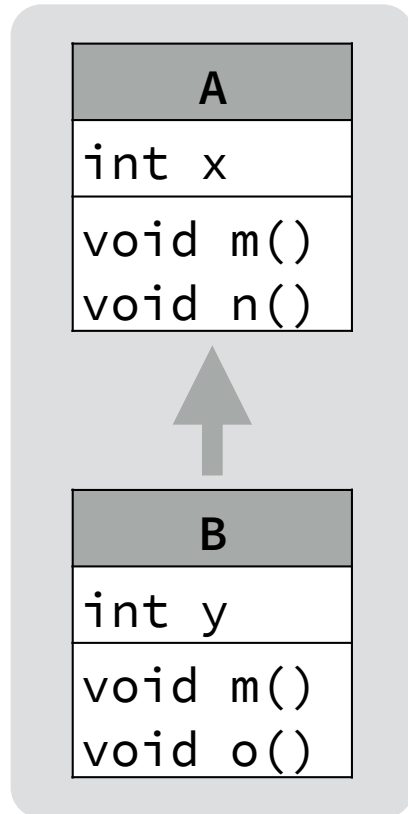 A
int x
void m()
void n()
B
int y
void m()
void o()